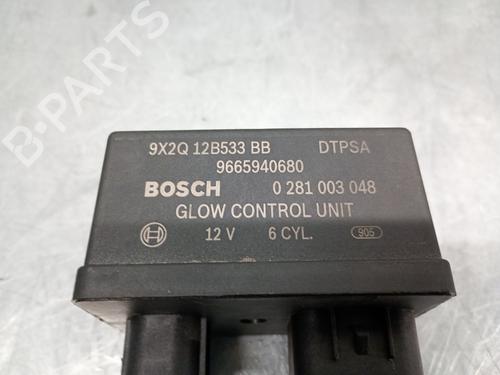 9X2Q 12B533 BB DTPSA
9665940680
BOSCH 0 281 003 048
GLOW CONTROL UNIT
12 V 6 CYL. 905
B-PARTS